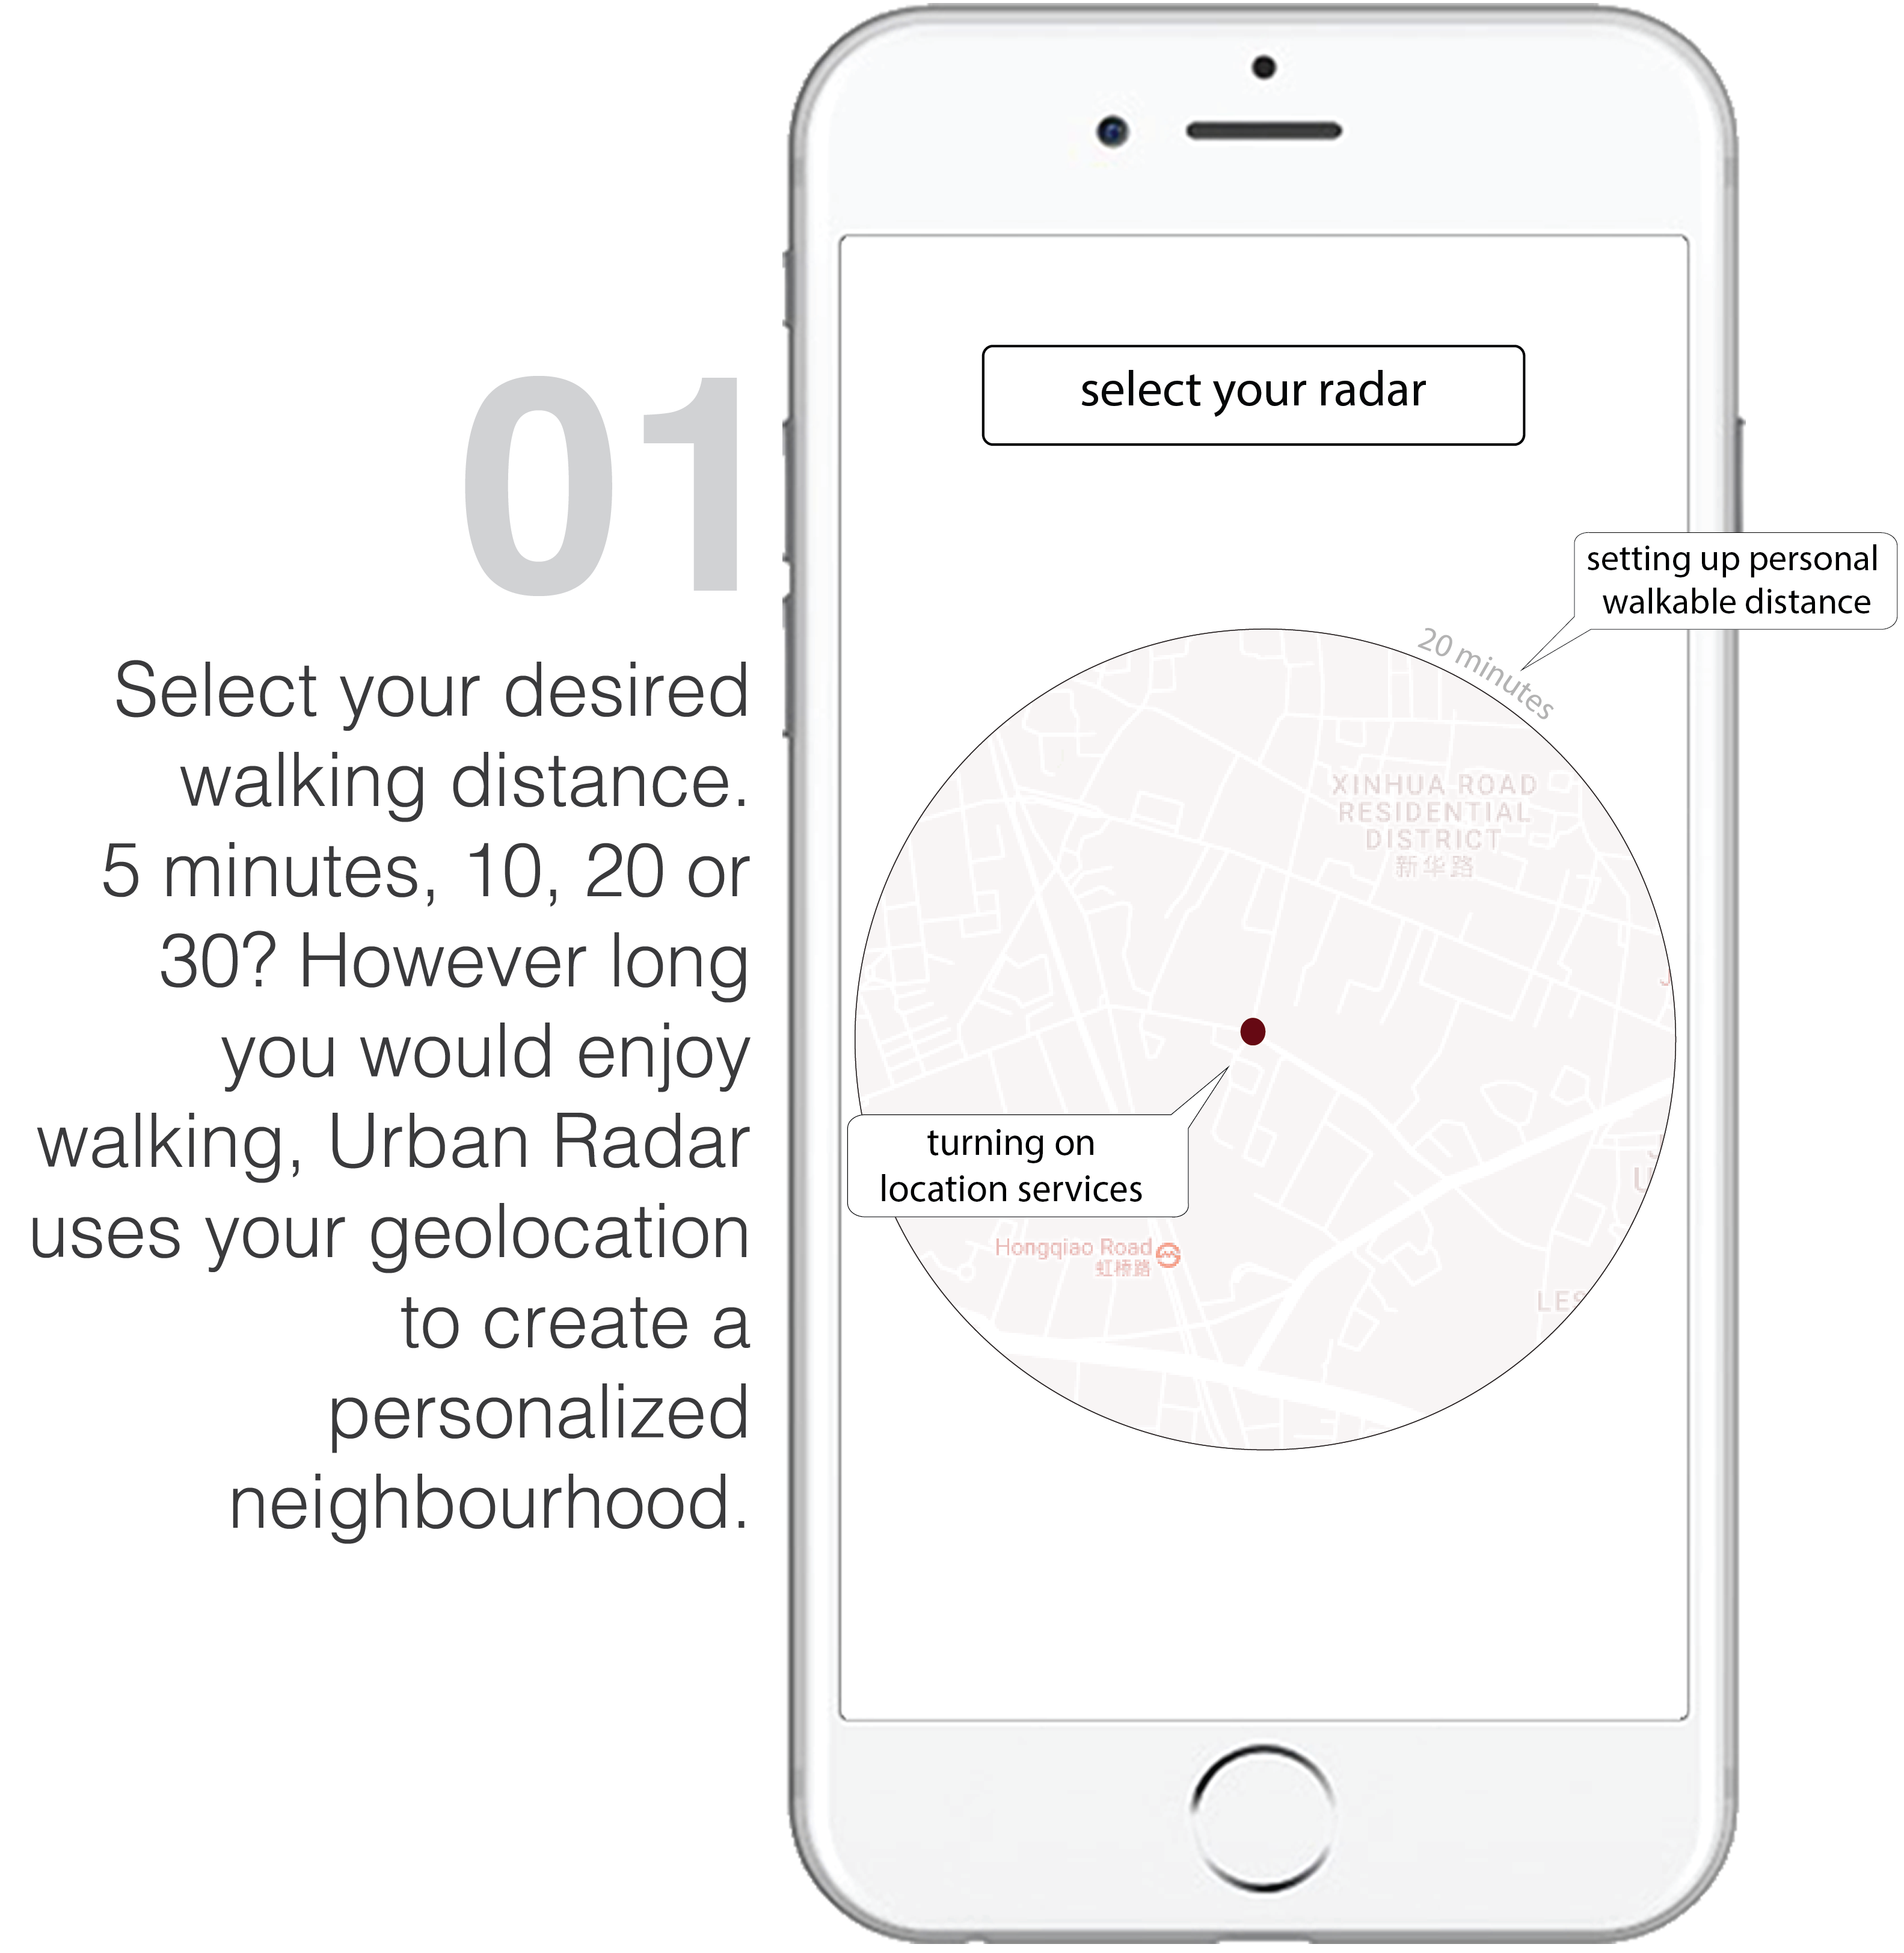 01
Select your desired
walking distance.
5 minutes, 10, 20 or
30? However long
you would enjoy
walking, Urban Radar
uses your geolocation
to create a
personalized
neighbourhood.
select your radar
setting up personal
walkable distance
20 minutes
XINHUA ROAD
RESIDENTIAL
DISTRICT
新华路
turning on
location services
Hongqiao Road
虹桥路
LES